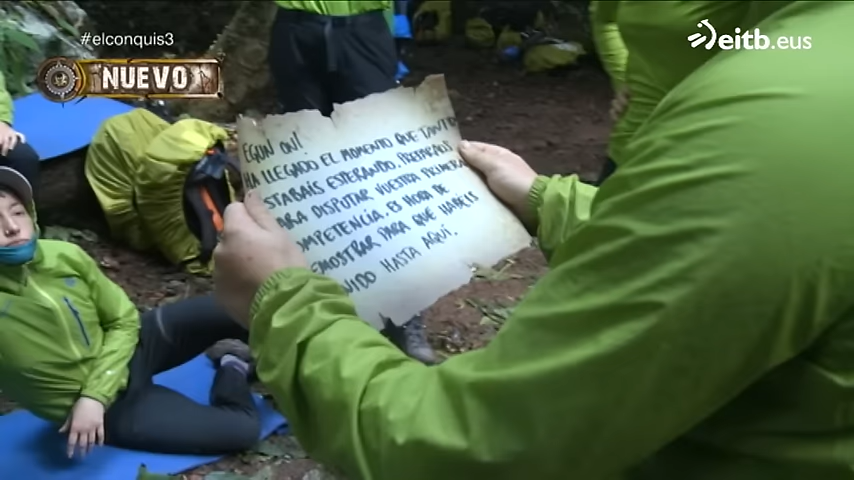 #elconquis3
eitb.eus
NUEVO
EGUN ON!
HA LLEGADO EL MOMENTO QUE TANTO
ESTABAIS ESPERANDO. PREPARAOS
PARA DISPUTAR VUESTRA PRIMERA
COMPETENCIA. ES HORA DE
DEMOSTRAR PARA QUE HABÉIS
VENIDO HASTA AQUÍ.